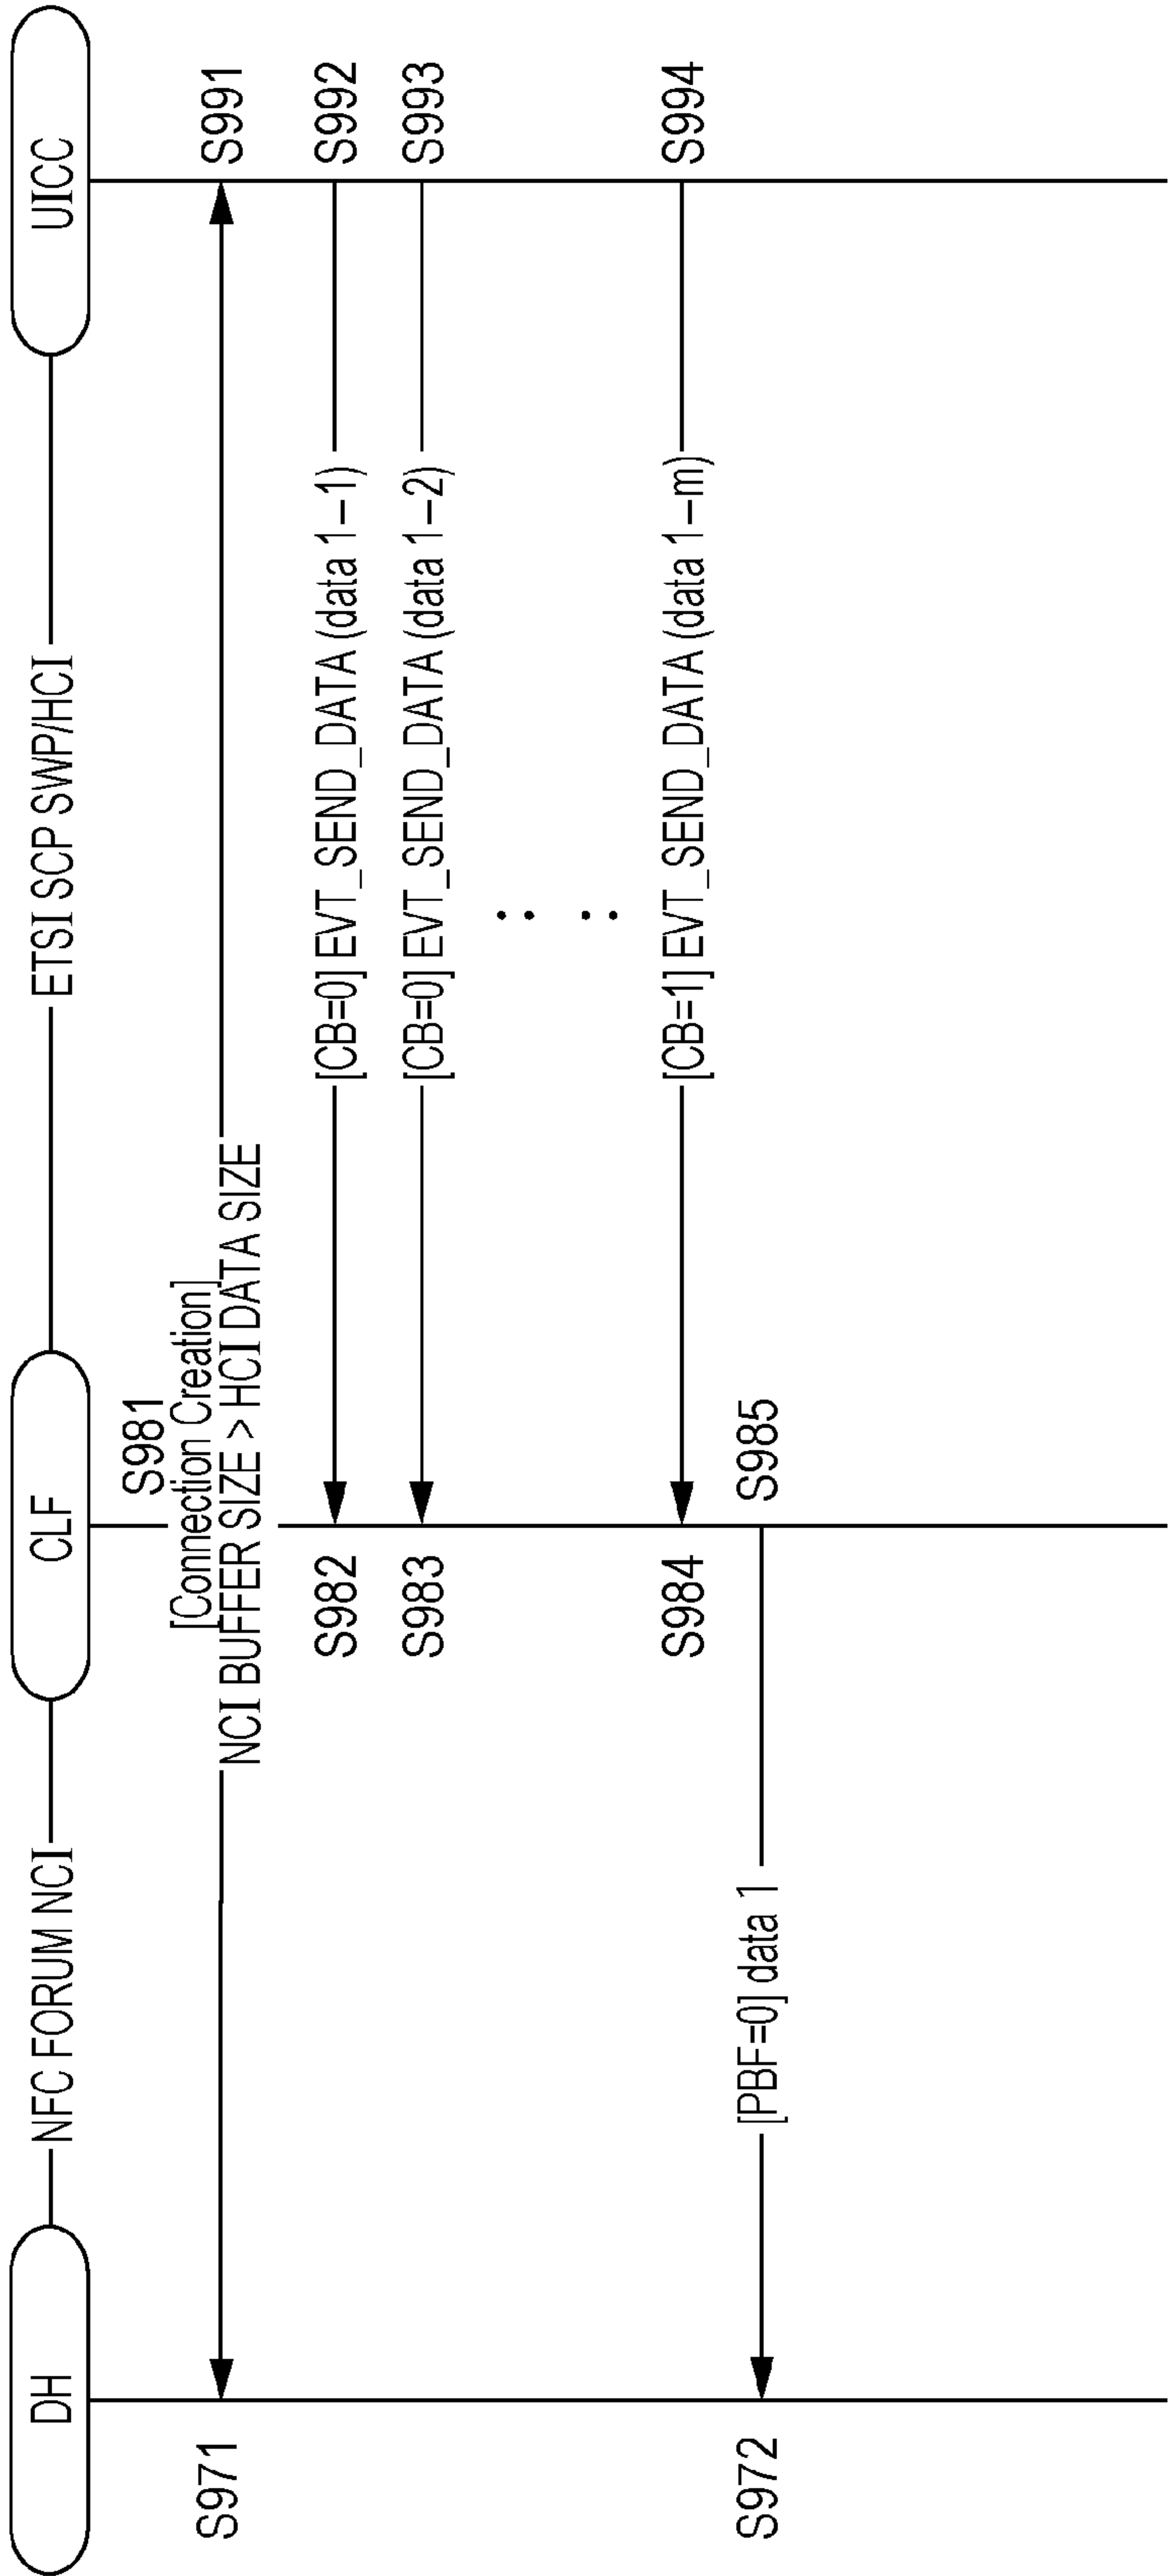 DH
NFC FORUM NCI
CLF
ETSI SCP SWP/HCI
UICC
S981
[Connection Creation]
S971
NCI BUFFER SIZE > HCI DATA SIZE
S991
S982
[CB=0] EVT_SEND_DATA (data 1-1)
S992
S983
[CB=0] EVT_SEND_DATA (data 1-2)
S993
S984
[CB=1] EVT_SEND_DATA (data 1-m)
S994
S972
[PBF=0] data 1
S985